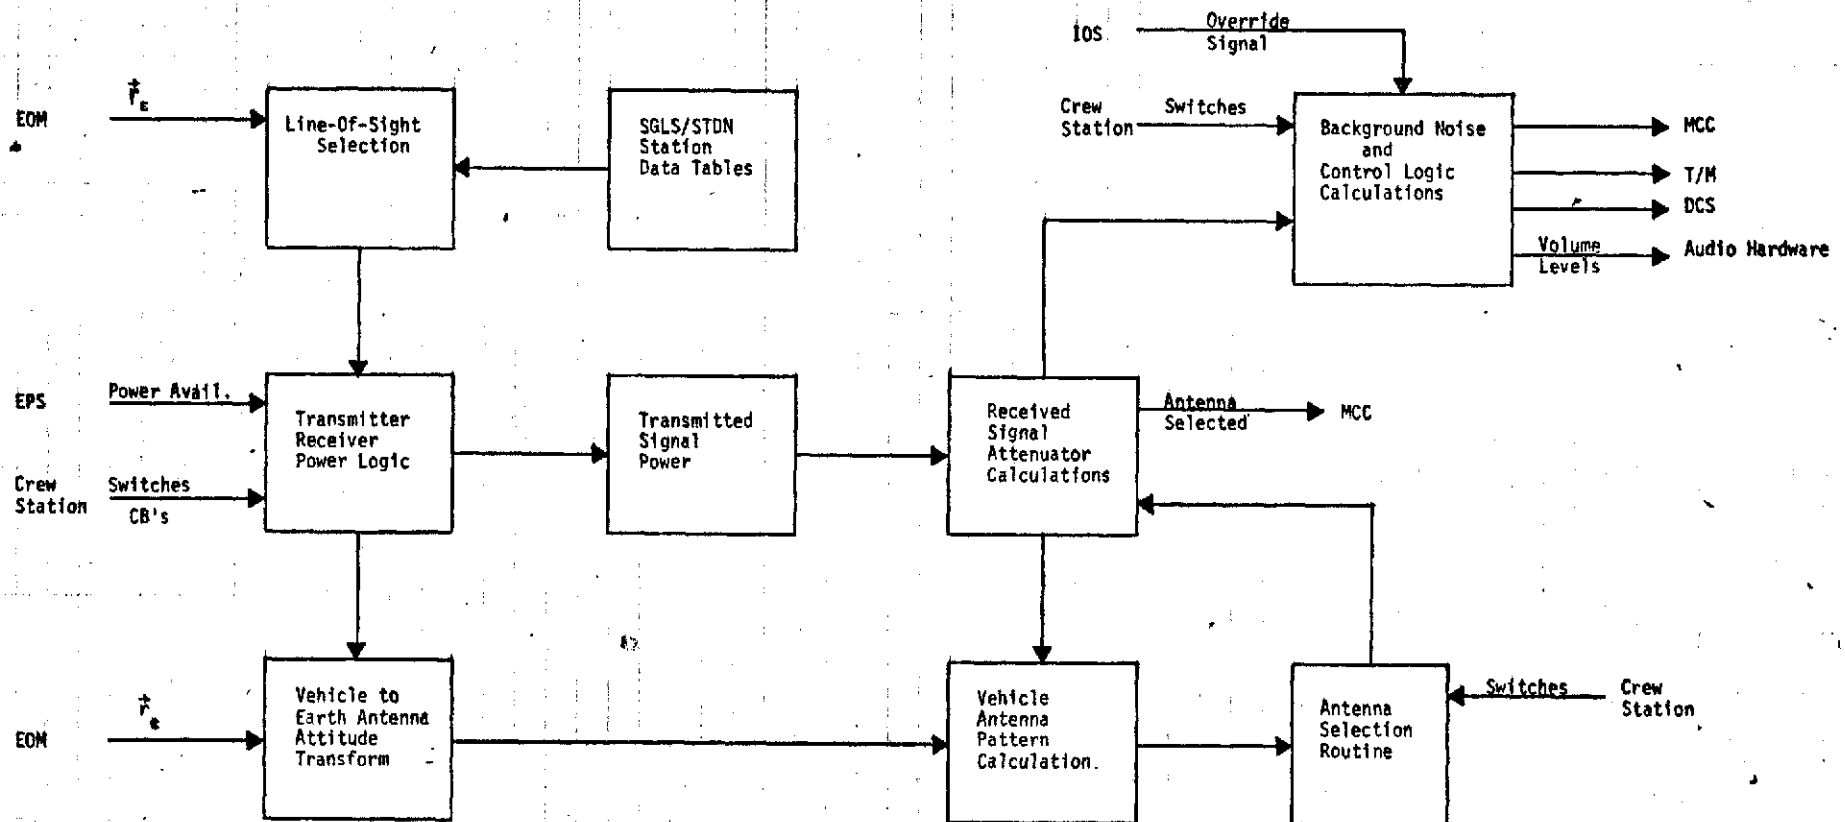 IOS
Override
Signal
EOM
r⃗ε
Line-Of-Sight
Selection
SGLS/STDN
Station
Data Tables
Crew
Station
Switches
Background Noise
and
Control Logic
Calculations
MCC
T/M
DCS
Volume
Levels
Audio Hardware
EPS
Power Avail.
Crew
Station
Switches
CB's
Transmitter
Receiver
Power Logic
Transmitted
Signal
Power
Received
Signal
Attenuator
Calculations
Antenna
Selected
MCC
EOM
Vehicle to
Earth Antenna
Attitude
Transform
Vehicle
Antenna
Pattern
Calculation.
Antenna
Selection
Routine
Switches
Crew
Station